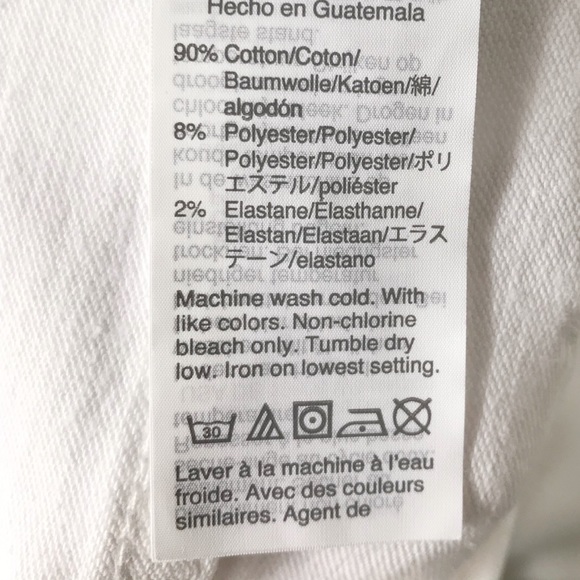 Hecho en Guatemala
90% Cotton/Coton/
Baumwolle/Katoen/綿/
algodón
8% Polyester/Polyester/
Polyester/Polyester/ポリ
エステル/poliéster
2% Elastane/Élasthanne/
Elastan/Elastaan/エラス
テーン/elastano
Machine wash cold. With
like colors. Non-chlorine
bleach only. Tumble dry
low. Iron on lowest setting.
30
Laver à la machine à l'eau
froide. Avec des couleurs
similaires. Agent de